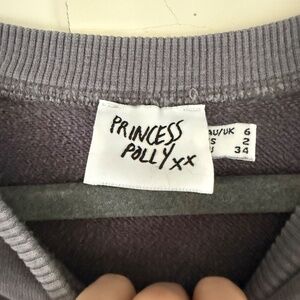 PRINCESS
POLLY xx
AU/UK 6
S 2
34